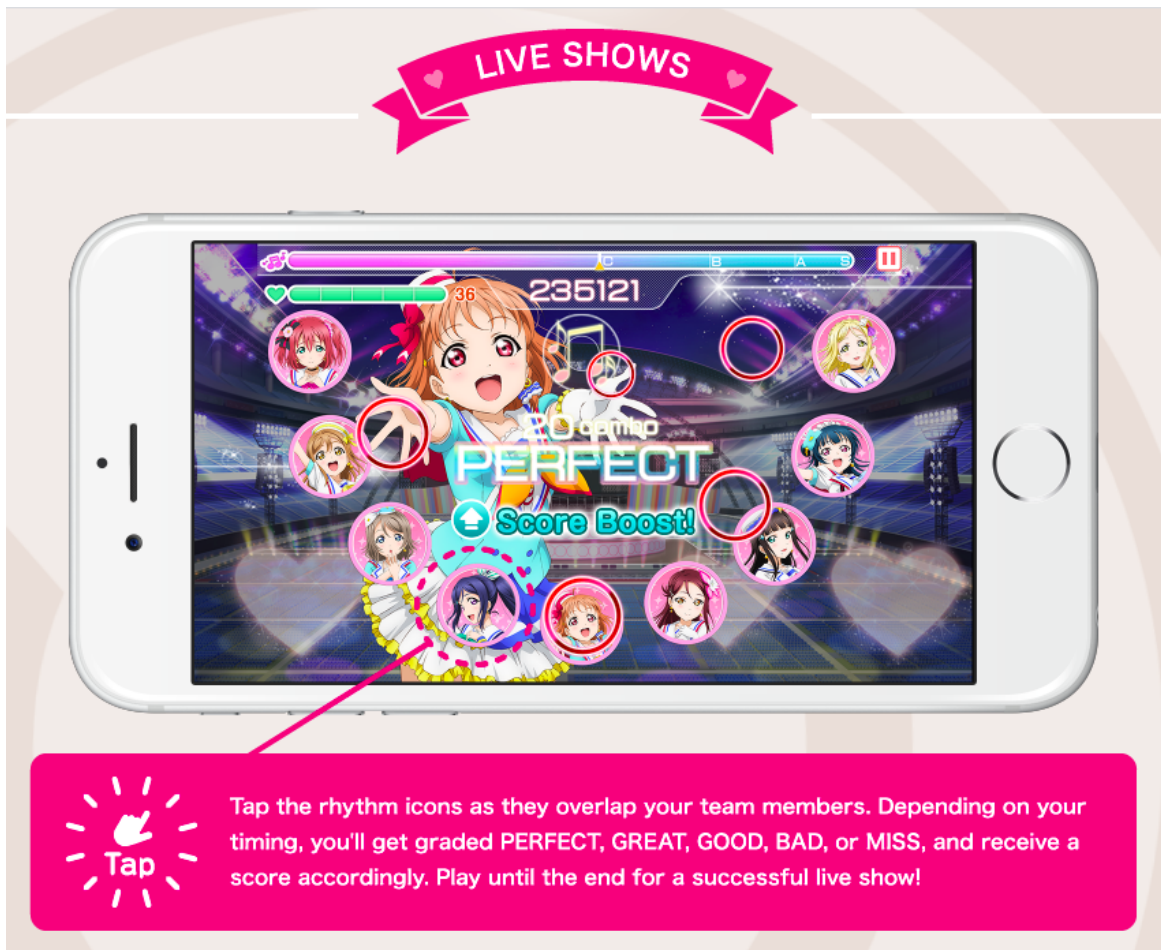 LIVE SHOWS
C B A S
36
235121
20 combo
PERFECT
Score Boost!
Tap
Tap the rhythm icons as they overlap your team members. Depending on your
timing, you'll get graded PERFECT, GREAT, GOOD, BAD, or MISS, and receive a
score accordingly. Play until the end for a successful live show!